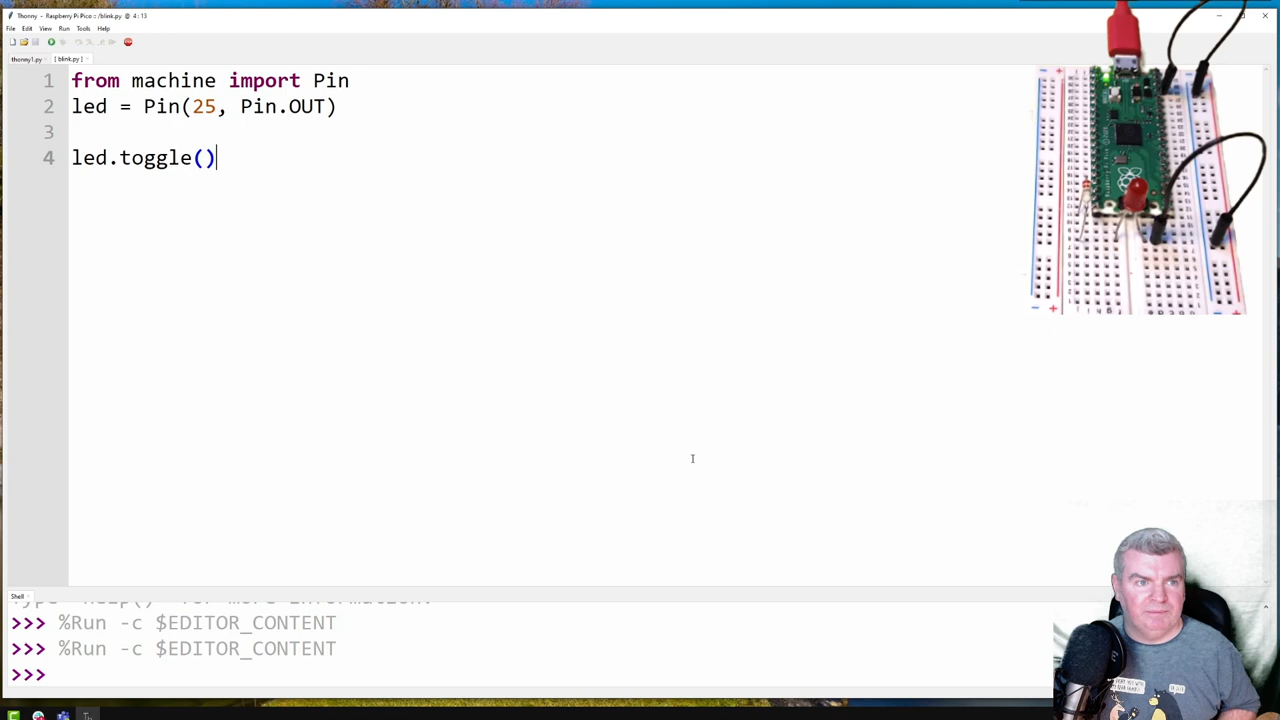 Thonny - Raspberry Pi Pico :: /blink.py @ 4 : 13
File Edit View Run Tools Help
thonny1.py [ blink.py ]
1 from machine import Pin
2 led = Pin(25, Pin.OUT)
3
4 led.toggle()
Shell
>>> %Run -c $EDITOR_CONTENT
>>> %Run -c $EDITOR_CONTENT
>>>